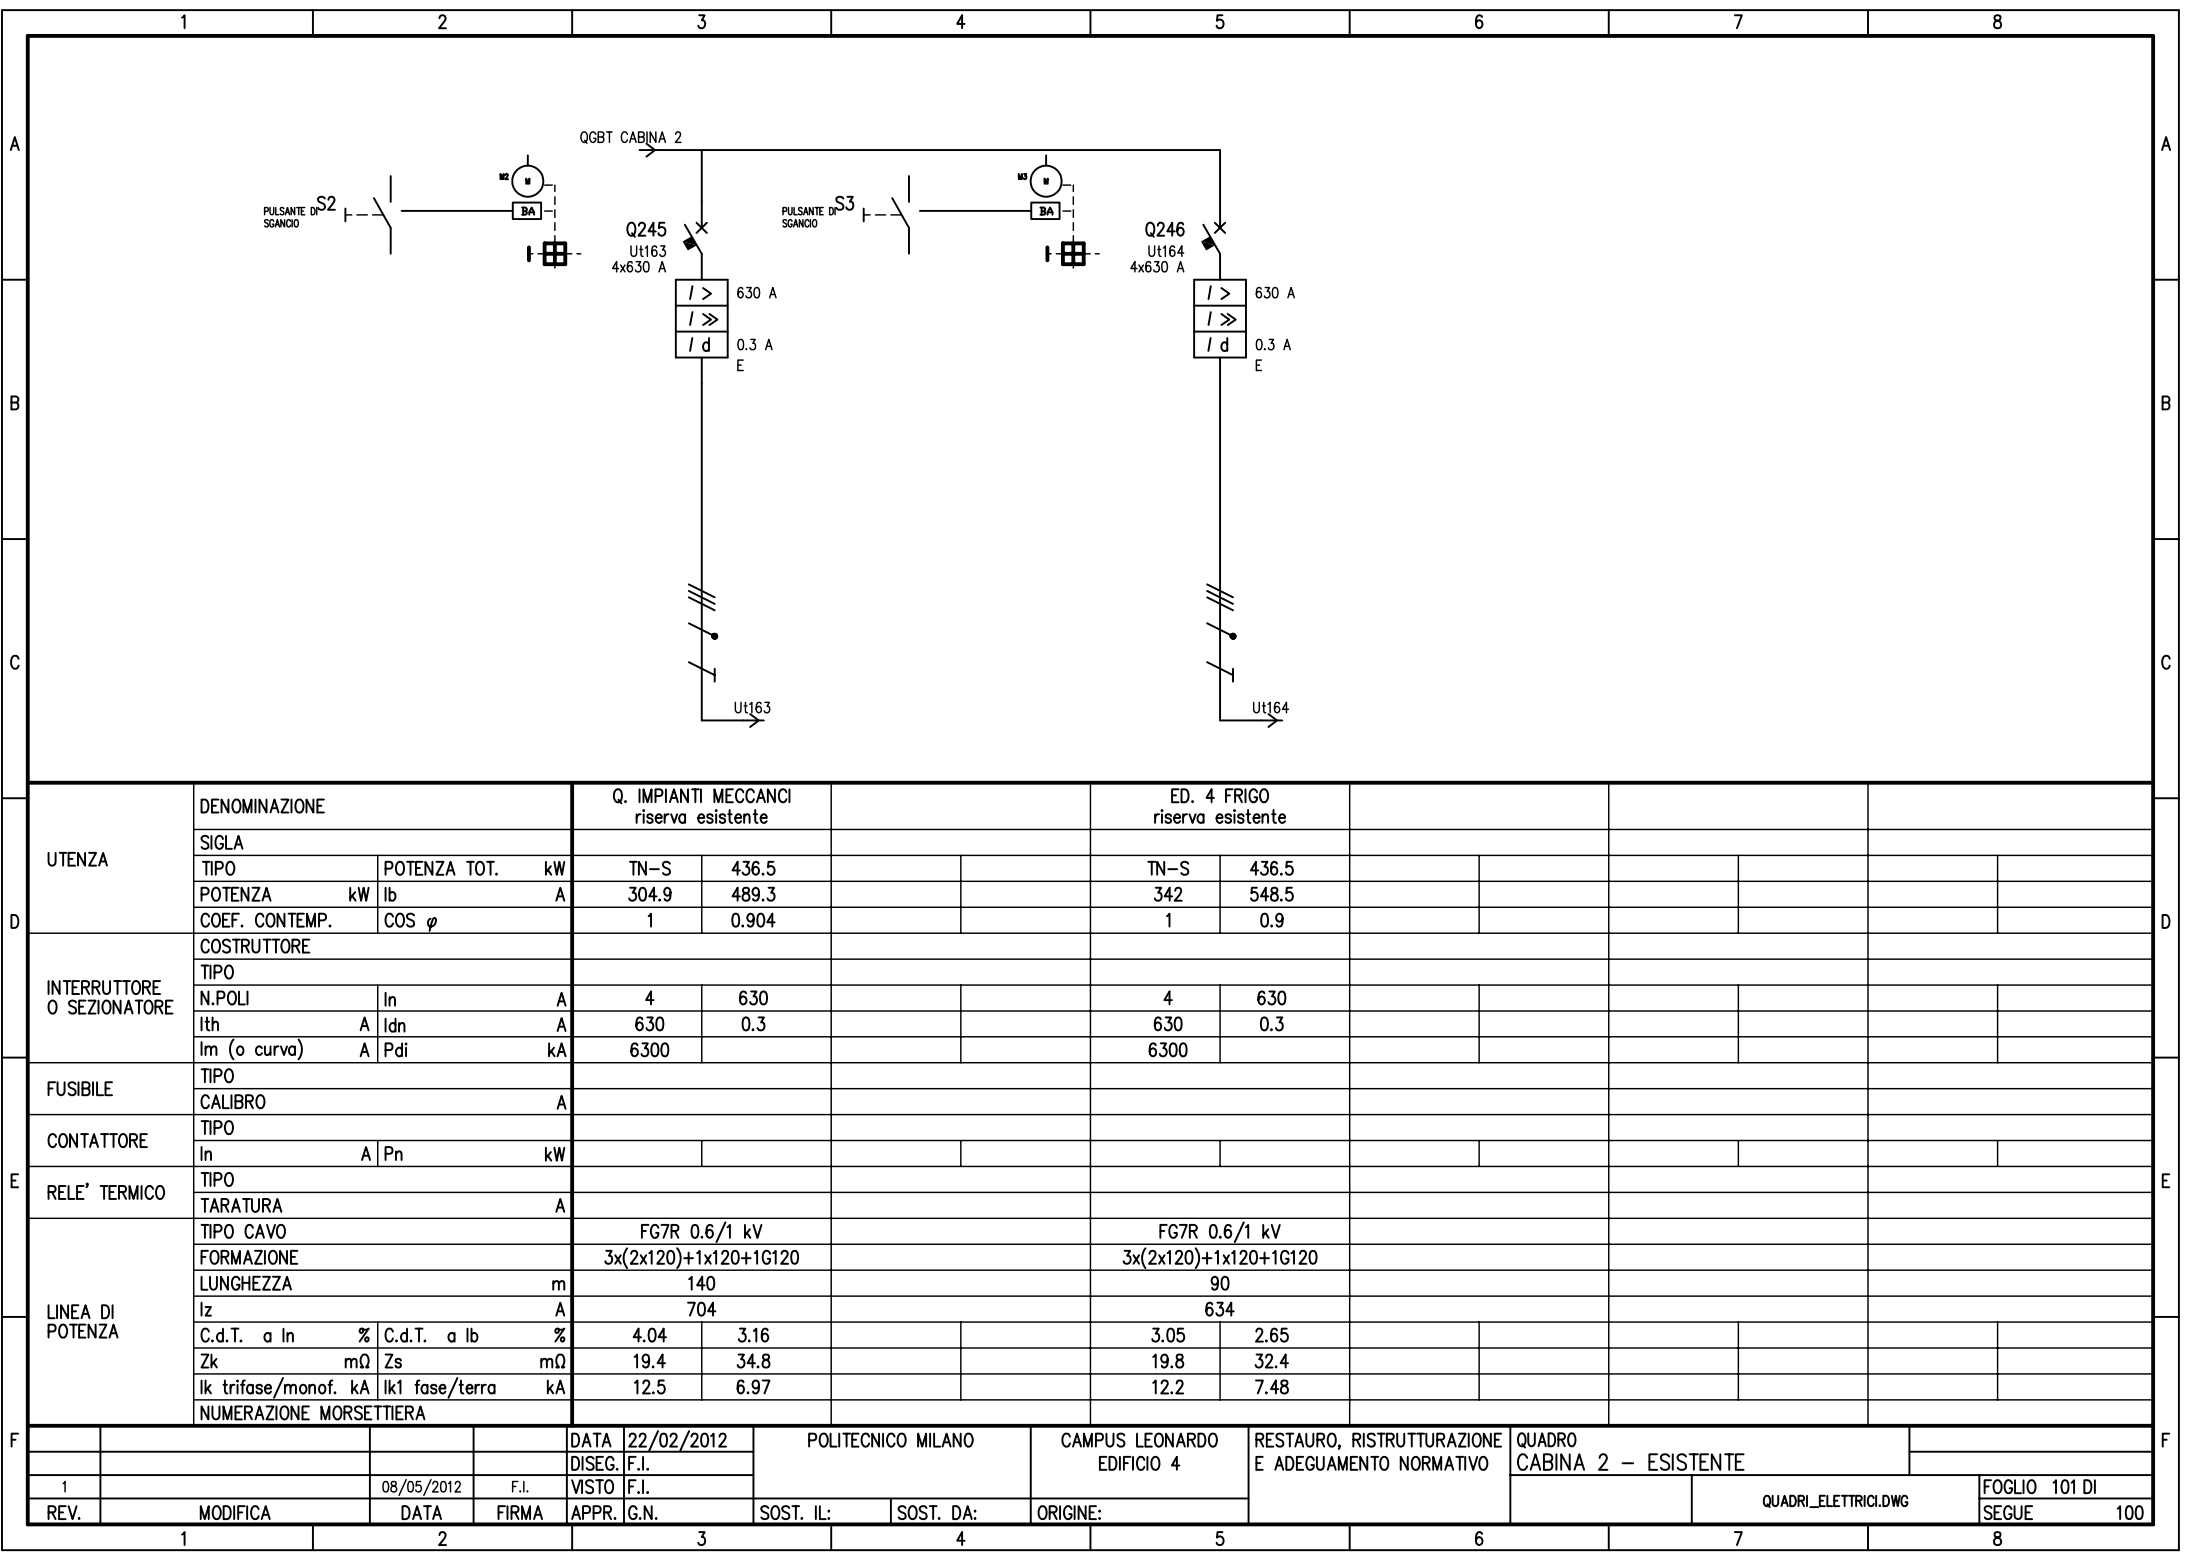 1 2 3 4 5 6 7 8
A A
QGBT CABINA 2
M2 M
BA
PULSANTE DI S2
SGANCIO
M3 M
BA
PULSANTE DI S3
SGANCIO
Q245
Ut163
4x630 A
Q246
Ut164
4x630 A
I > 630 A
I ≫
I d 0.3 A
E
I > 630 A
I ≫
I d 0.3 A
E
B B
C C
Ut163
Ut164
UTENZA
DENOMINAZIONE
Q. IMPIANTI MECCANCI
riserva esistente
ED. 4 FRIGO
riserva esistente
SIGLA
TIPO POTENZA TOT. kW TN-S 436.5 TN-S 436.5
POTENZA kW Ib A 304.9 489.3 342 548.5
COEF. CONTEMP. COS φ 1 0.904 1 0.9
D D
INTERRUTTORE
O SEZIONATORE
COSTRUTTORE
TIPO
N.POLI In A 4 630 4 630
Ith A Idn A 630 0.3 630 0.3
Im (o curva) A Pdi kA 6300 6300
FUSIBILE
TIPO
CALIBRO A
CONTATTORE
TIPO
In A Pn kW
E E
RELE' TERMICO
TIPO
TARATURA A
LINEA DI
POTENZA
TIPO CAVO FG7R 0.6/1 kV FG7R 0.6/1 kV
FORMAZIONE 3x(2x120)+1x120+1G120 3x(2x120)+1x120+1G120
LUNGHEZZA m 140 90
Iz A 704 634
C.d.T. a In % C.d.T. a Ib % 4.04 3.16 3.05 2.65
Zk mΩ Zs mΩ 19.4 34.8 19.8 32.4
Ik trifase/monof. kA Ik1 fase/terra kA 12.5 6.97 12.2 7.48
NUMERAZIONE MORSETTIERA
F F
DATA 22/02/2012
DISEG. F.I.
1 08/05/2012 F.I. VISTO F.I.
REV. MODIFICA DATA FIRMA APPR. G.N.
POLITECNICO MILANO
SOST. IL: SOST. DA:
CAMPUS LEONARDO
EDIFICIO 4
ORIGINE:
RESTAURO, RISTRUTTURAZIONE
E ADEGUAMENTO NORMATIVO
QUADRO
CABINA 2 - ESISTENTE
QUADRI_ELETTRICI.DWG
FOGLIO 101 DI
SEGUE 100
1 2 3 4 5 6 7 8